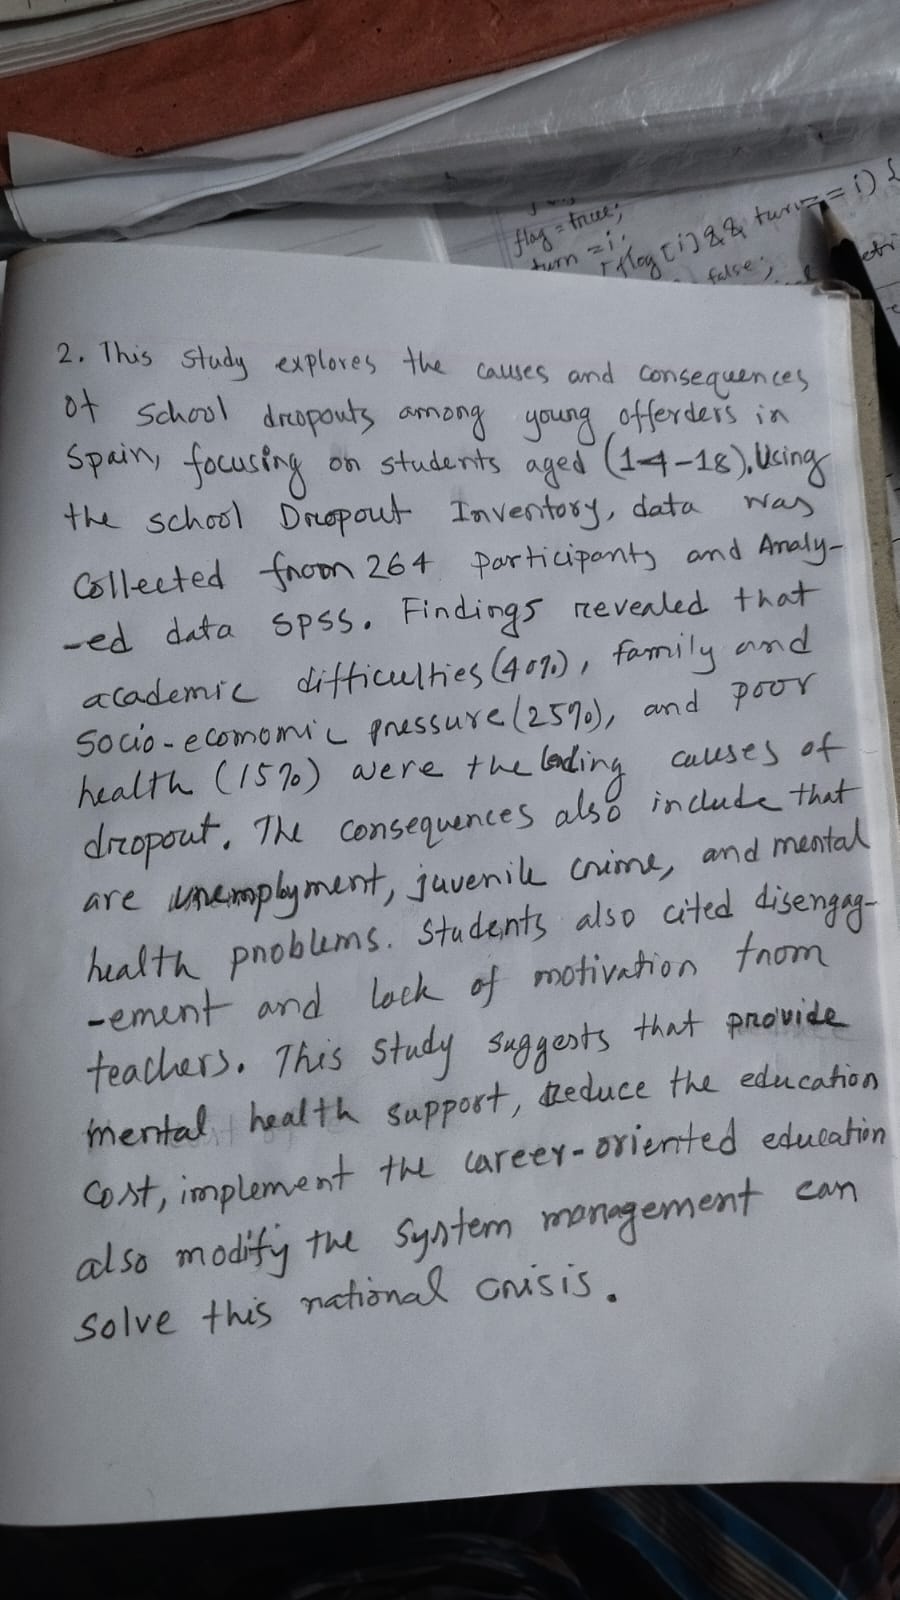 flag = true;
turn = i;
flag [i] && turn == i) {
false;
2. This study explores the causes and consequences
of School dropouts among young offerders in
Spain, focusing on students aged (14-18). Using
the school Dropout Inventory, data was
Collected from 264 participants and Analy-
-ed data SPSS. Findings revealed that
academic difficulties (40%), family and
Socio-ecomomic pressure (25%), and poor
health (15%) were the leading causes of
dropout. The consequences also include that
are unemployment, juvenile crime, and mental
health problems. Students also cited disengag-
-ement and lack of motivation from
teachers. This Study suggests that provide
mental health support, Reduce the education
cost, implement the career-oriented education
also modify the system management can
solve this national crisis.